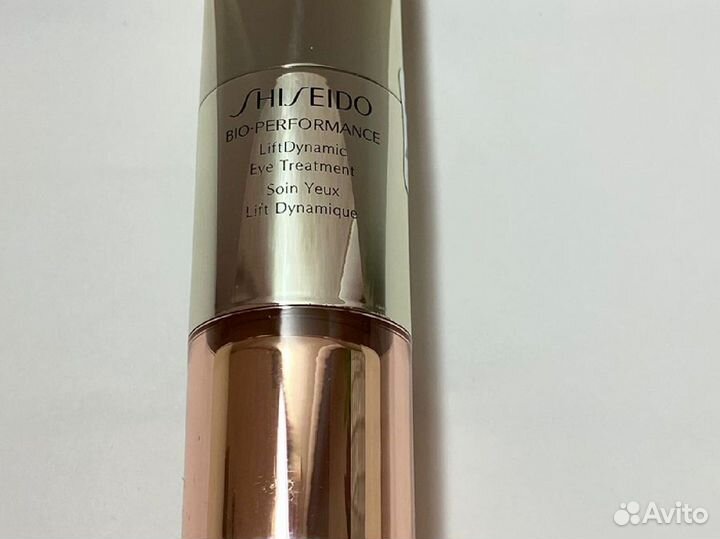 SHISEIDO
BIO-PERFORMANCE
LiftDynamic
Eye Treatment
Soin Yeux
Lift Dynamique
Avito